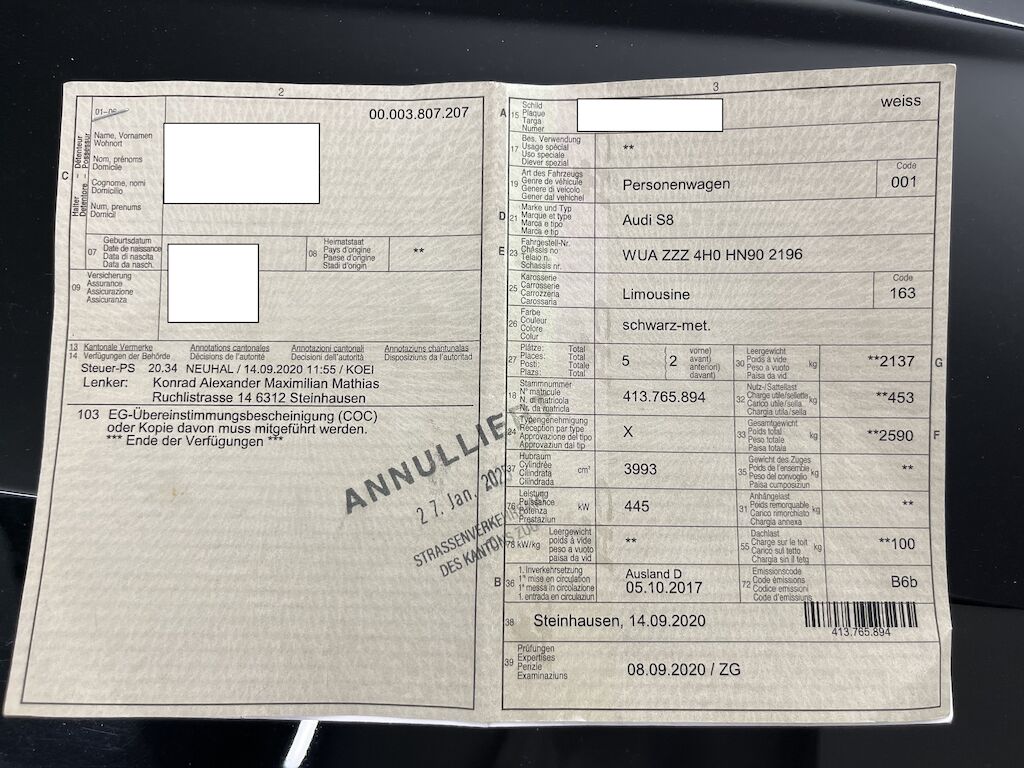 2
01–06
00.003.807.207
C
Halter – Détenteur
Detentore – Possessur
Name, Vornamen
Wohnort
Nom, prénoms
Domicile
Cognome, nomi
Domicilio
Num, prenums
Domicil
07
Geburtsdatum
Date de naissance
Data di nascita
Data da nasch.
08
Heimatstaat
Pays d'origine
Paese d'origine
Stadi d'origin
**
09
Versicherung
Assurance
Assicurazione
Assicuranza
13 Kantonale Vermerke Annotations cantonales Annotazioni cantonali Annotaziuns chantunalas
14 Verfügungen der Behörde Décisions de l'autorité Decisioni dell'autorità Disposiziuns da l'autoritad
Steuer-PS 20.34 NEUHAL / 14.09.2020 11:55 / KOEI
Lenker: Konrad Alexander Maximilian Mathias
Ruchlistrasse 14 6312 Steinhausen
103 EG-Übereinstimmungsbescheinigung (COC)
oder Kopie davon muss mitgeführt werden.
*** Ende der Verfügungen ***
27. Jan. 202
DES KANTONS ZUG
3
A
15
Schild
Plaque
Targa
Numer
weiss
17
Bes. Verwendung
Usage spécial
Uso speciale
Diever spezial
**
19
Art des Fahrzeugs
Genre de véhicule
Genere di veicolo
Gener dal vehichel
Personenwagen
Code
001
D
21
Marke und Typ
Marque et type
Marca e tipo
Marca e tip
Audi S8
E
23
Fahrgestell-Nr.
Châssis no
Telaio n.
Schassis nr.
WUA ZZZ 4H0 HN90 2196
25
Karosserie
Carrosserie
Carrozzeria
Carossaria
Limousine
Code
163
26
Farbe
Couleur
Colore
Colur
schwarz-met.
27
Plätze: Total
Places: Total
Posti: Totale
Plazs: Total
5
2
vorne)
avant)
anteriori)
davant)
30
Leergewicht
Poids à vide
Peso a vuoto
Paisa da vid
kg
**2137
G
18
Stammnummer
N° matricule
N. di matricola
Nr. da matricla
413.765.894
32
Nutz-/Sattellast
Charge utile/sellette
Carico utile/sella
Chargia utila/sella
kg
**453
24
Typengenehmigung
Réception par type
Approvazione del tipo
Approvaziun dal tip
X
33
Gesamtgewicht
Poids total
Peso totale
Paisa totala
kg
**2590
F
37
Hubraum
Cylindrée
Cilindrata
Cilindrada
cm³
3993
35
Gewicht des Zuges
Poids de l'ensemble
Peso del convoglio
Paisa cumposiziun
kg
**
76
Leistung
Puissance
Potenza
Prestaziun
kW
445
31
Anhängelast
Poids remorquable
Carico rimorchiato
Chargia annexa
kg
**
78 kW/kg
Leergewicht
poids à vide
peso a vuoto
paisa da vid
**
55
Dachlast
Charge sur le toit
Carico sul tetto
Chargia sin il tetg
kg
**100
B
36
1. Inverkehrsetzung
1re mise en circulation
1a messa in circolazione
1. entrada en circulaziun
Ausland D
05.10.2017
72
Emissionscode
Code émissions
Codice emissioni
Code d'emissiuns
B6b
38
Steinhausen, 14.09.2020
413.765.894
39
Prüfungen
Expertises
Perizie
Examinaziuns
08.09.2020 / ZG